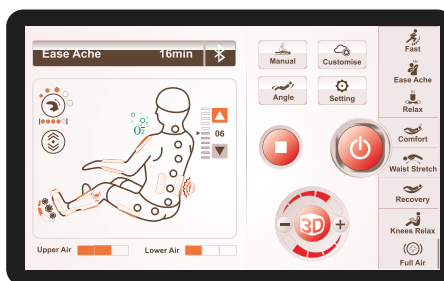 Ease Ache 16min
O2
06
Upper Air
Lower Air
Manual
Customise
Angle
Setting
3D
Fast
Ease Ache
Relax
Comfort
Waist Stretch
Recovery
Knees Relax
Full Air